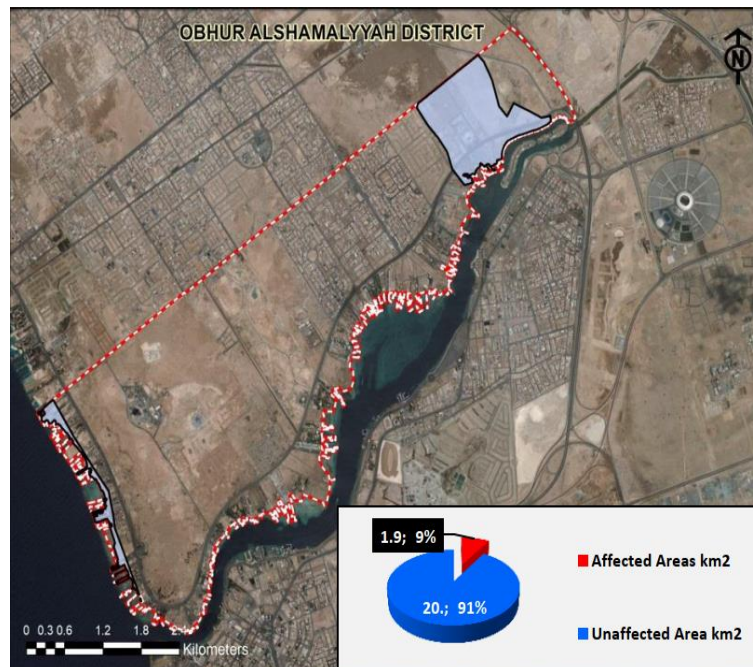 OBHUR ALSHAMALYYAH DISTRICT
N
1.9; 9%
20.; 91%
Affected Areas km2
Unaffected Area km2
0 0.3 0.6 1.2 1.8
Kilometers